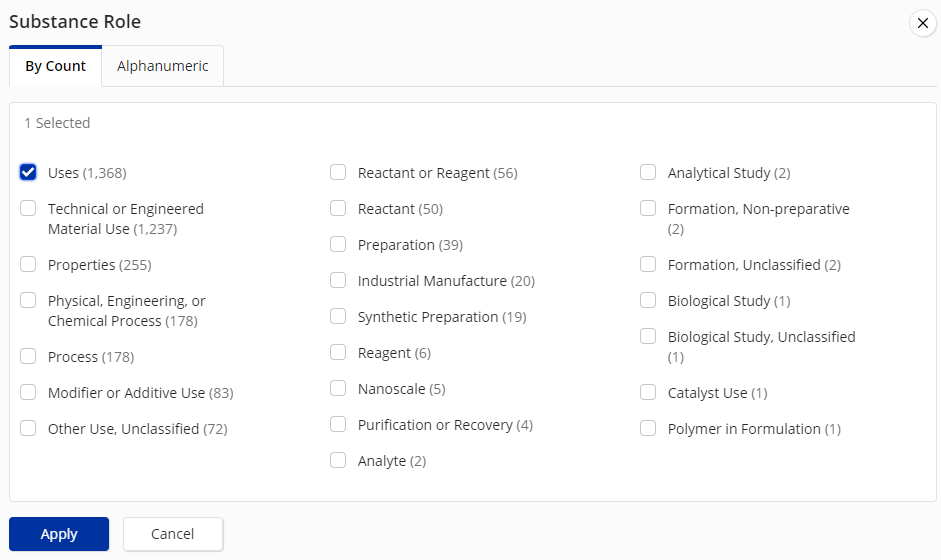 Substance Role
By Count
Alphanumeric
1 Selected
Uses (1,368)
Technical or Engineered
Material Use (1,237)
Properties (255)
Physical, Engineering, or
Chemical Process (178)
Process (178)
Modifier or Additive Use (83)
Other Use, Unclassified (72)
Reactant or Reagent (56)
Reactant (50)
Preparation (39)
Industrial Manufacture (20)
Synthetic Preparation (19)
Reagent (6)
Nanoscale (5)
Purification or Recovery (4)
Analyte (2)
Analytical Study (2)
Formation, Non-preparative
(2)
Formation, Unclassified (2)
Biological Study (1)
Biological Study, Unclassified
(1)
Catalyst Use (1)
Polymer in Formulation (1)
Apply
Cancel